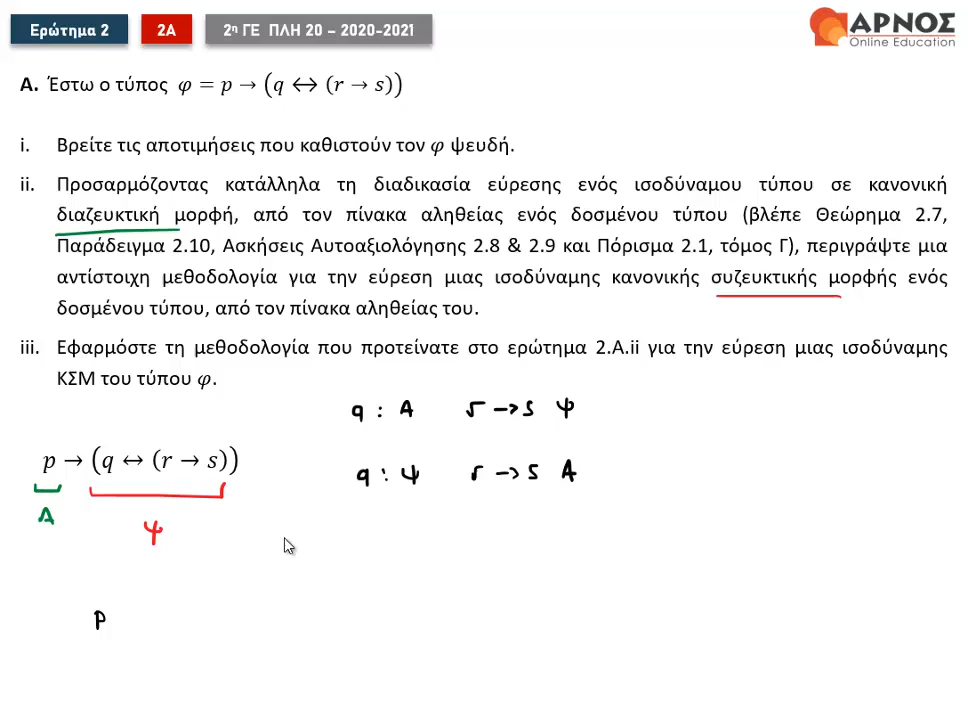 Ερώτημα 2 2Α 2η ΓΕ ΠΛΗ 20 – 2020-2021
ΑΡΝΟΣ
Online Education
Α. Έστω ο τύπος φ = p → (q ↔ (r → s))
i. Βρείτε τις αποτιμήσεις που καθιστούν τον φ ψευδή.
ii. Προσαρμόζοντας κατάλληλα τη διαδικασία εύρεσης ενός ισοδύναμου τύπου σε κανονική
διαζευκτική μορφή, από τον πίνακα αληθείας ενός δοσμένου τύπου (βλέπε Θεώρημα 2.7,
Παράδειγμα 2.10, Ασκήσεις Αυτοαξιολόγησης 2.8 & 2.9 και Πόρισμα 2.1, τόμος Γ), περιγράψτε μια
αντίστοιχη μεθοδολογία για την εύρεση μιας ισοδύναμης κανονικής συζευκτικής μορφής ενός
δοσμένου τύπου, από τον πίνακα αληθείας του.
iii. Εφαρμόστε τη μεθοδολογία που προτείνατε στο ερώτημα 2.Α.ii για την εύρεση μιας ισοδύναμης
ΚΣΜ του τύπου φ.
q : Α r → s Ψ
p → (q ↔ (r → s))
q : Ψ r → s Α
Α Ψ
p